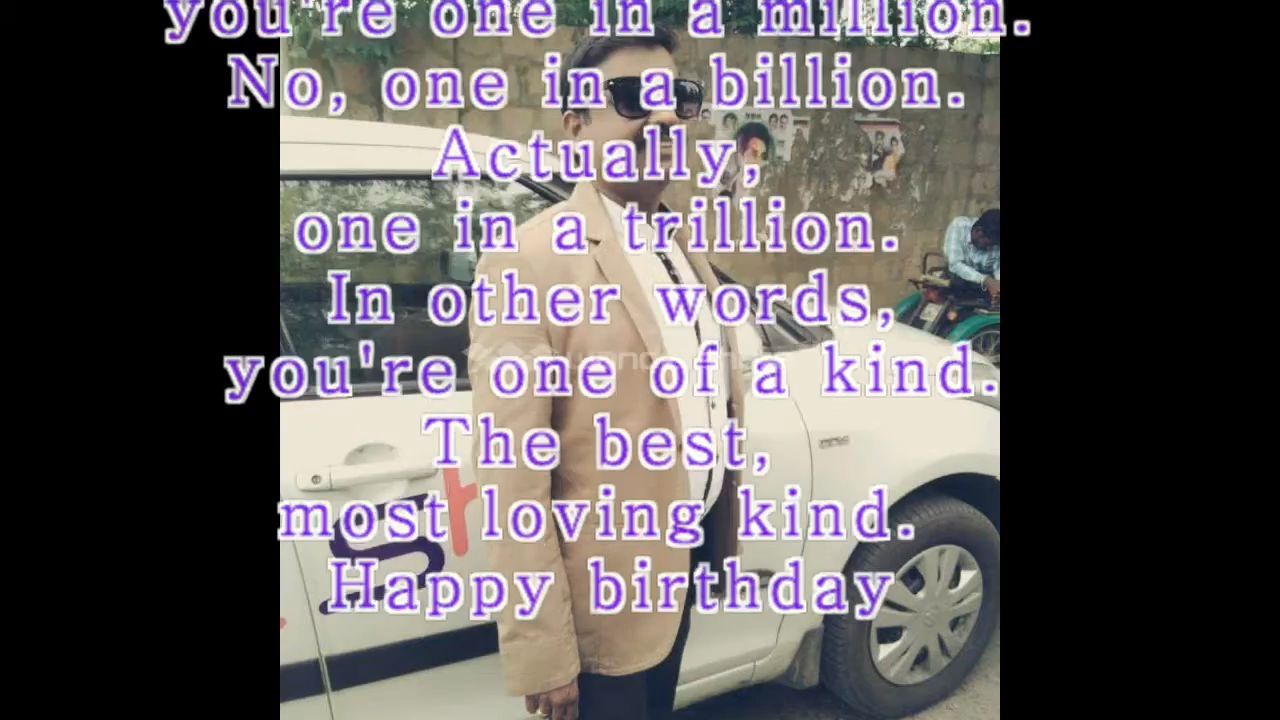 you're one in a million.
No, one in a billion.
Actually,
one in a trillion.
In other words,
you're one of a kind.
The best,
most loving kind.
Happy birthday